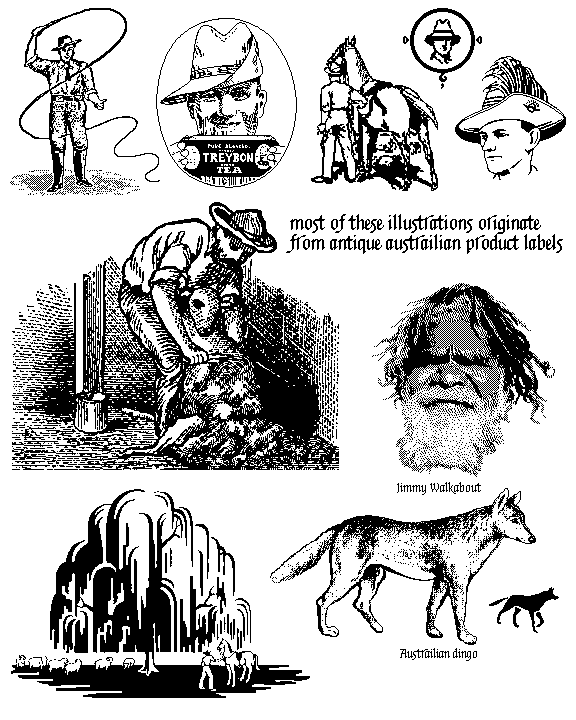 Pure Blended
TREYBON
TEA
most of these illustrations originate
from antique austrailian product labels
Jimmy Walkabout
Austrailian dingo